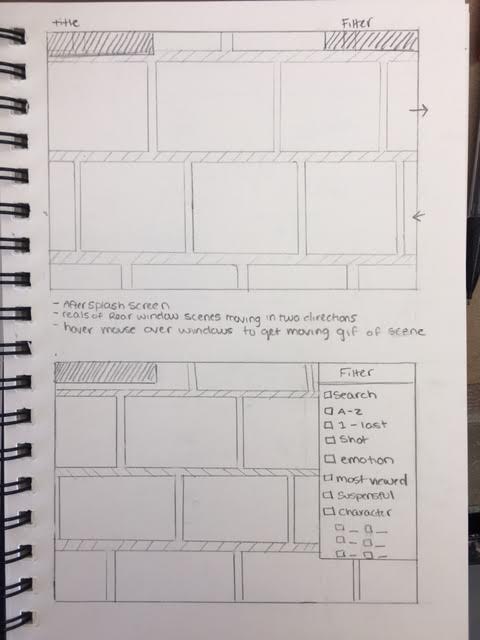 title Filter
- After splash screen
- reals of Rear window scenes moving in two directions
- hover mouse over windows to get moving gif of scene
Filter
Search
A-Z
1-last
Shot
emotion
most viewed
Suspensful
Character